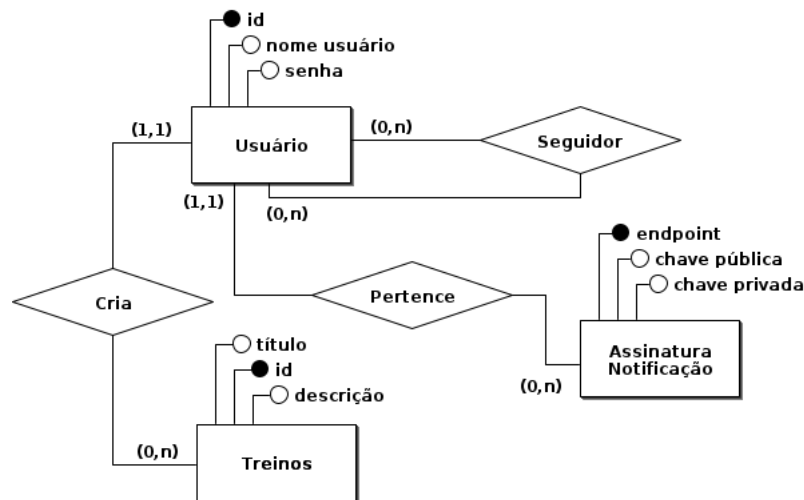 id
nome usuário
senha
(1,1)
(0,n)
Usuário
Seguidor
(1,1)
(0,n)
endpoint
chave pública
chave privada
Cria
Pertence
título
Assinatura
Notificação
id
(0,n)
descrição
(0,n)
Treinos